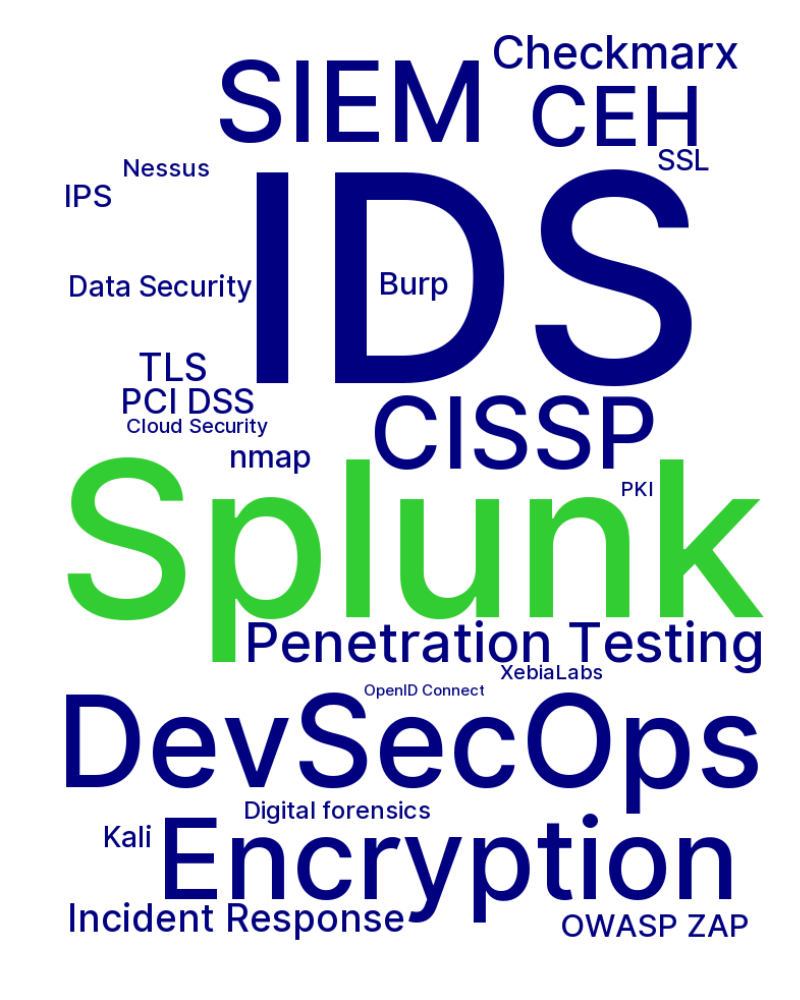 Checkmarx
SIEM
CEH
SSL
Nessus
IPS
IDS
Data Security
Burp
TLS
PCI DSS
CISSP
Cloud Security
nmap
PKI
Splunk
Penetration Testing
XebiaLabs
OpenID Connect
DevSecOps
Digital forensics
Kali
Encryption
Incident Response
OWASP ZAP